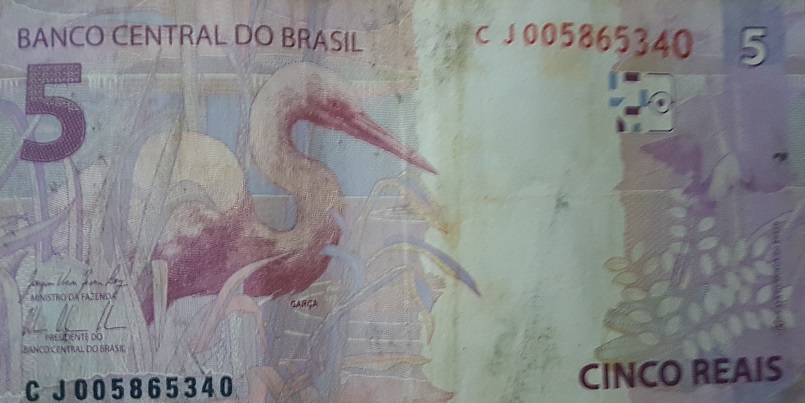 BANCO CENTRAL DO BRASIL
C J 005865340
5
5
GARÇA
MINISTRO DA FAZENDA
PRESIDENTE DO
BANCO CENTRAL DO BRASIL
C J 005865340
CINCO REAIS